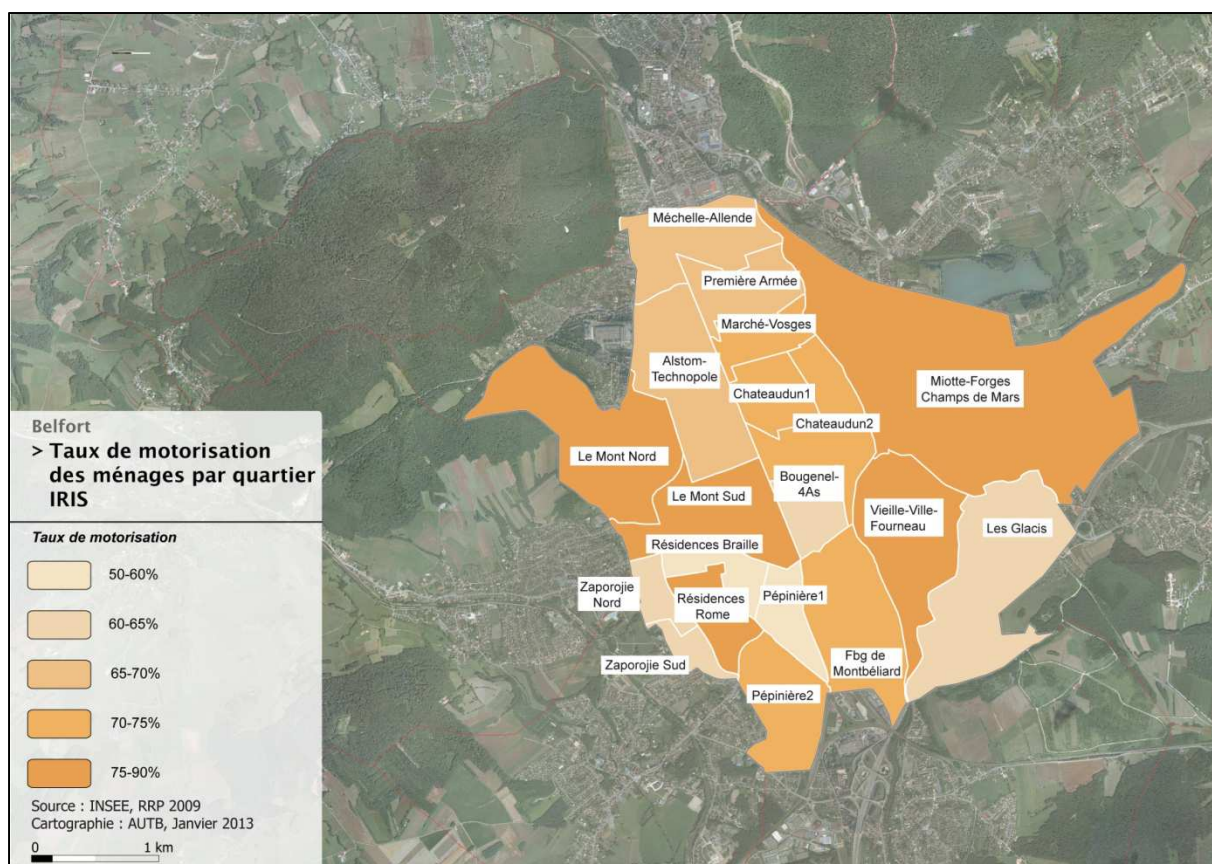 Méchelle-Allende
Première Armée
Marché-Vosges
Alstom-
Technopole
Chateaudun1
Miotte-Forges
Champs de Mars
Chateaudun2
Le Mont Nord
Bougenel-
4As
Le Mont Sud
Vieille-Ville-
Fourneau
Les Glacis
Résidences Braille
Zaporojie
Nord
Résidences
Rome
Pépinière1
Zaporojie Sud
Fbg de
Montbéliard
Pépinière2
Belfort
> Taux de motorisation
des ménages par quartier
IRIS
Taux de motorisation
50-60%
60-65%
65-70%
70-75%
75-90%
Source : INSEE, RRP 2009
Cartographie : AUTB, Janvier 2013
0 1 km